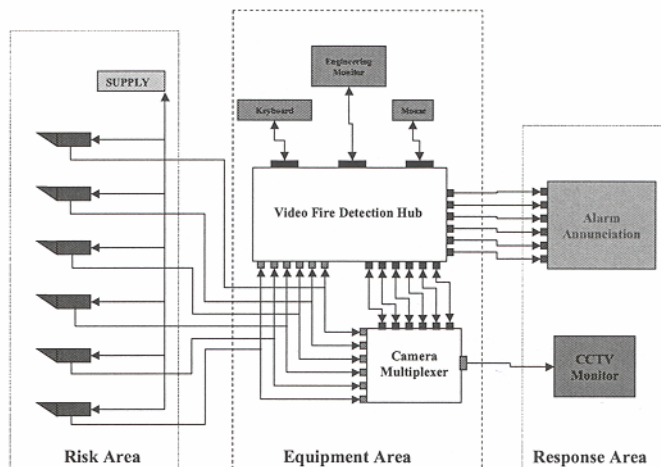 Engineering
Monitor
SUPPLY
Keyboard
Mouse
Video Fire Detection Hub
Alarm
Annunciation
Camera
Multiplexer
CCTV
Monitor
Risk Area
Equipment Area
Response Area